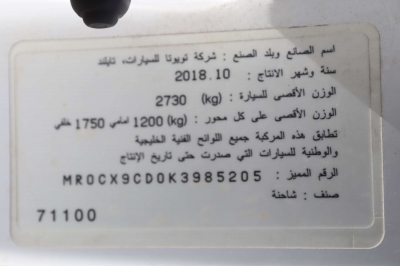 اسم الصانع وبلد الصنع : شركة تويوتا للسيارات، تايلند
سنة وشهر الانتاج : 2018.10
الوزن الأقصى للسيارة : 2730 (kg)
الوزن الأقصى على كل محور : (kg) 1200 امامي 1750 خلفي
تطابق هذه المركبة جميع اللوائح الفنية الخليجية
والوطنية للسيارات التي صدرت حتى تاريخ الإنتاج
الرقم المميز : MR0CX9CD0K3985205
صنف : شاحنة
71100